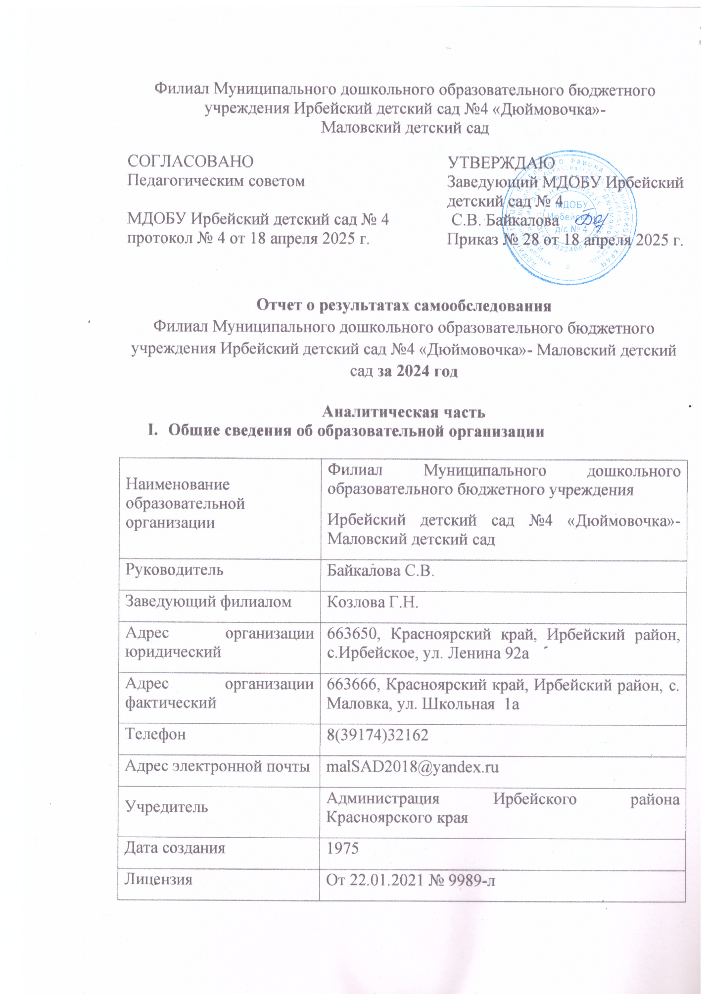 Филиал Муниципального дошкольного образовательного бюджетного
учреждения Ирбейский детский сад №4 «Дюймовочка»-
Маловский детский сад
СОГЛАСОВАНО
Педагогическим советом
МДОБУ Ирбейский детский сад № 4
протокол № 4 от 18 апреля 2025 г.
УТВЕРЖДАЮ
Заведующий МДОБУ Ирбейский
детский сад № 4
С.В. Байкалова
Приказ № 28 от 18 апреля 2025 г.
МДОБУ
Ирбейский
д/с № 4
Отчет о результатах самообследования
Филиал Муниципального дошкольного образовательного бюджетного
учреждения Ирбейский детский сад №4 «Дюймовочка»- Маловский детский
сад за 2024 год
Аналитическая часть
I. Общие сведения об образовательной организации
Наименование
образовательной
организации
Филиал Муниципального дошкольного
образовательного бюджетного учреждения
Ирбейский детский сад №4 «Дюймовочка»-
Маловский детский сад
Руководитель
Байкалова С.В.
Заведующий филиалом
Козлова Г.Н.
Адрес организации
юридический
663650, Красноярский край, Ирбейский район,
с.Ирбейское, ул. Ленина 92а
Адрес организации
фактический
663666, Красноярский край, Ирбейский район, с.
Маловка, ул. Школьная 1а
Телефон
8(39174)32162
Адрес электронной почты
malSAD2018@yandex.ru
Учредитель
Администрация Ирбейского района
Красноярского края
Дата создания
1975
Лицензия
От 22.01.2021 № 9989-л